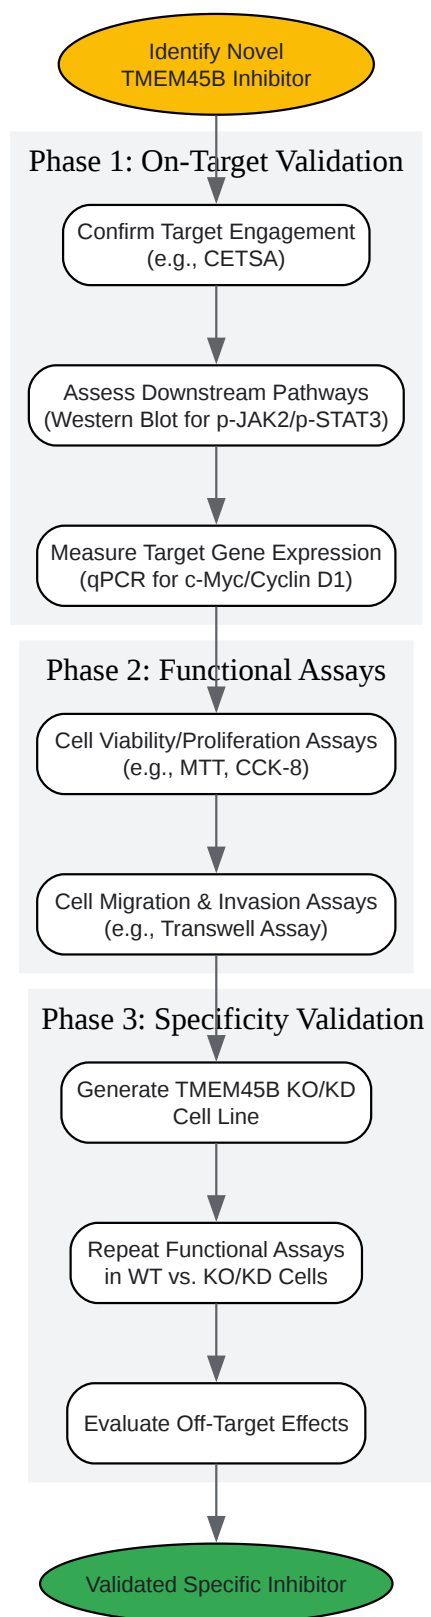 Identify Novel
TMEM45B Inhibitor
Phase 1: On-Target Validation
Confirm Target Engagement
(e.g., CETSA)
Assess Downstream Pathways
(Western Blot for p-JAK2/p-STAT3)
Measure Target Gene Expression
(qPCR for c-Myc/Cyclin D1)
Phase 2: Functional Assays
Cell Viability/Proliferation Assays
(e.g., MTT, CCK-8)
Cell Migration & Invasion Assays
(e.g., Transwell Assay)
Phase 3: Specificity Validation
Generate TMEM45B KO/KD
Cell Line
Repeat Functional Assays
in WT vs. KO/KD Cells
Evaluate Off-Target Effects
Validated Specific Inhibitor